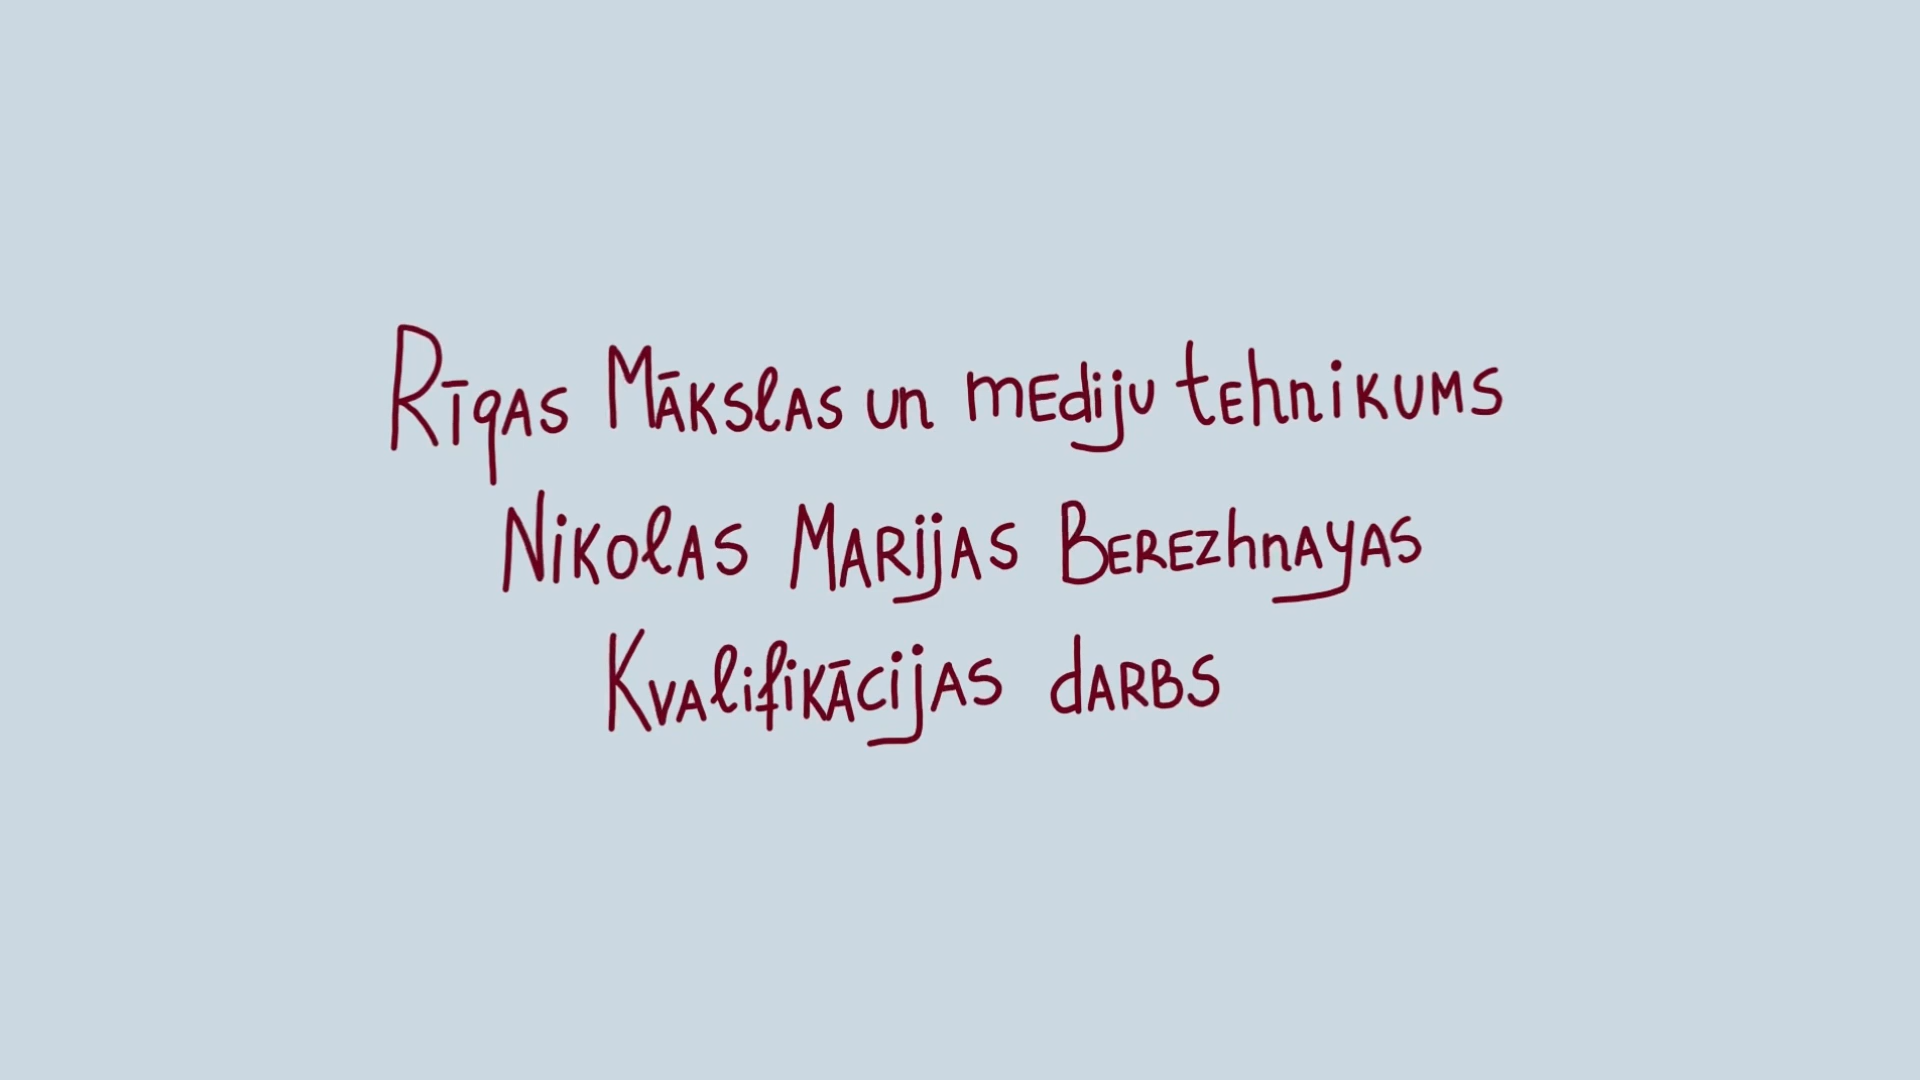 Rīgas Mākslas un mediju tehnikums
Nikolas Marijas Berezhnayas
Kvalifikācijas darbs